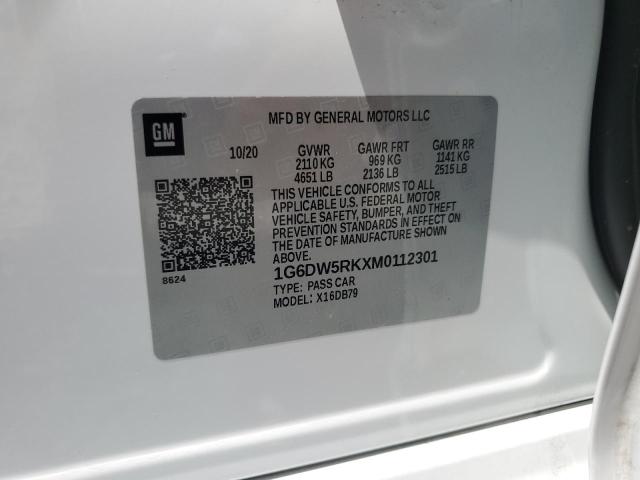 GM
MFD BY GENERAL MOTORS LLC
10/20 GVWR GAWR FRT GAWR RR
2110 KG 969 KG 1141 KG
4651 LB 2136 LB 2515 LB
THIS VEHICLE CONFORMS TO ALL
APPLICABLE U.S. FEDERAL MOTOR
VEHICLE SAFETY, BUMPER, AND THEFT
PREVENTION STANDARDS IN EFFECT ON
THE DATE OF MANUFACTURE SHOWN
ABOVE.
8624
1G6DW5RKXM0112301
TYPE: PASS CAR
MODEL: X16DB79